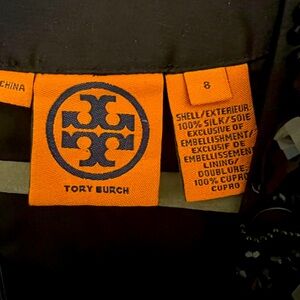 CHINA
TORY BURCH
8
SHELL/EXTERIEUR:
100% SILK/SOIE
EXCLUSIVE OF
EMBELLISHMENT/
EXCLUSIF DE
EMBELLISSEMENT
LINING/
DOUBLURE:
100% CUPRO
CUPRO